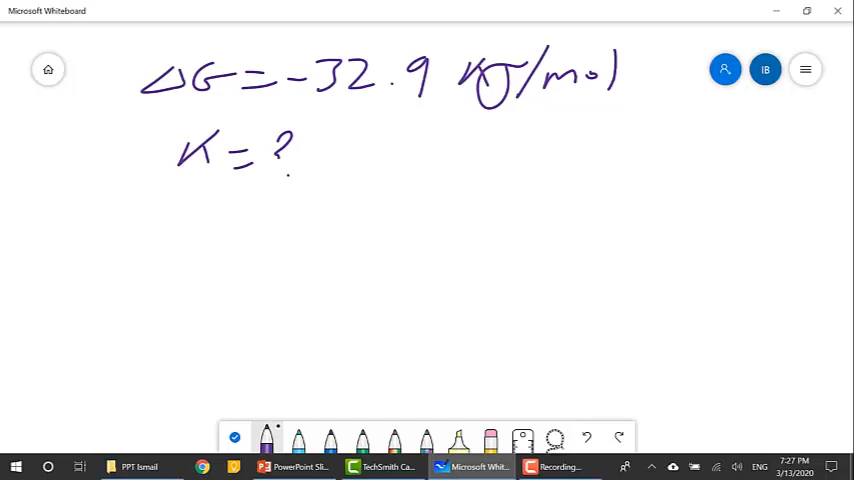 Microsoft Whiteboard
ΔG = -32.9 KJ/mol
K = ?
IB
PPT Ismail
PowerPoint Sli...
TechSmith Ca...
Microsoft Whit...
Recording...
ENG
7:27 PM
3/13/2020